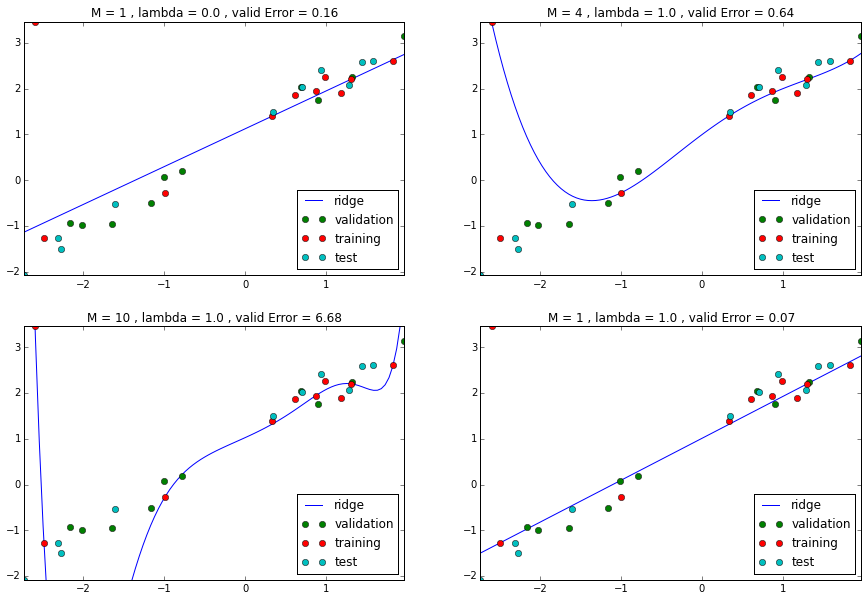 M = 1 , lambda = 0.0 , valid Error = 0.16
3
2
1
0
−1
−2
−2
−1
0
1
ridge
validation
training
test
M = 4 , lambda = 1.0 , valid Error = 0.64
3
2
1
0
−1
−2
−2
−1
0
1
ridge
validation
training
test
M = 10 , lambda = 1.0 , valid Error = 6.68
3
2
1
0
−1
−2
−2
−1
0
1
ridge
validation
training
test
M = 1 , lambda = 1.0 , valid Error = 0.07
3
2
1
0
−1
−2
−2
−1
0
1
ridge
validation
training
test